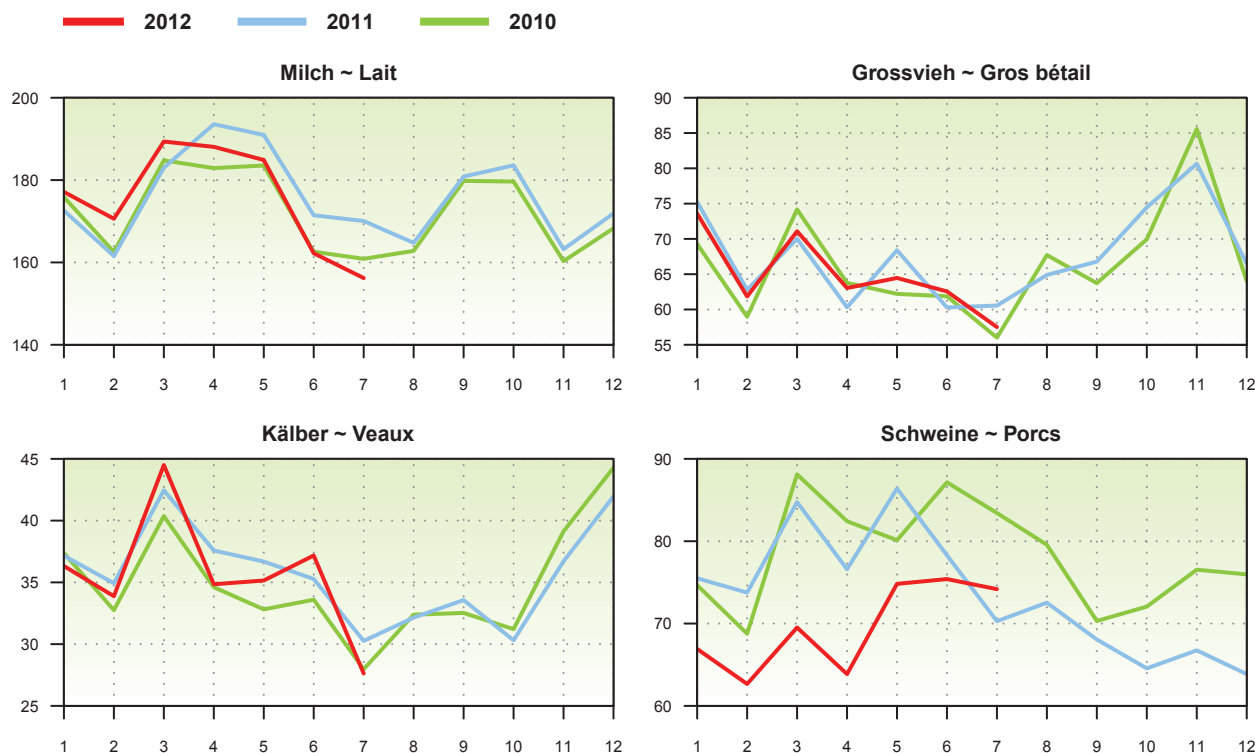 2012 2011 2010
Milch ~ Lait
200
180
160
140
1 2 3 4 5 6 7 8 9 10 11 12
Grossvieh ~ Gros bétail
90
85
80
75
70
65
60
55
1 2 3 4 5 6 7 8 9 10 11 12
Kälber ~ Veaux
45
40
35
30
25
1 2 3 4 5 6 7 8 9 10 11 12
Schweine ~ Porcs
90
80
70
60
1 2 3 4 5 6 7 8 9 10 11 12